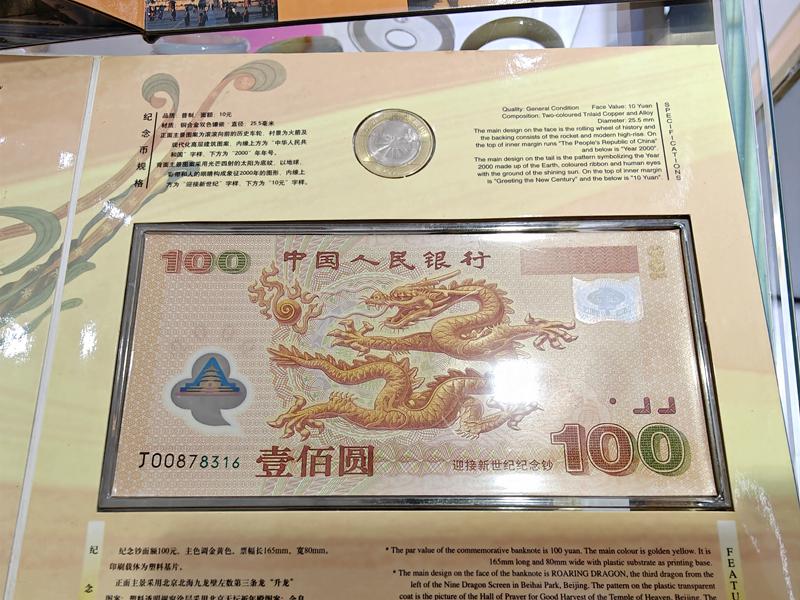 纪念币规格
品质：普制 面额：10元
材质：铜合金双色镶嵌·直径：25.5毫米
正面主景图案为滚滚向前的历史车轮，衬景为火箭及
现代化高层建筑图案，内缘上方为“中华人民共
和国”字样，下方为“2000”年年号。
背面主景图案采用光芒四射的太阳为底纹，以地球、
彩带和人的眼睛构成象征2000年的图形，内缘上
方为“迎接新世纪”字样，下方为“10元”字样。
Quality: General Condition Face Value: 10 Yuan
Composition: Two-coloured Tnlaid Copper and Alloy
Diameter: 25.5 mm
The main design on the face is the rolling wheel of history and
the backing consists of the rocket and modern high-rise. On
the top of inner margin runs "The People's Republic of China"
and below is "Year 2000".
The main design on the tail is the pattern symbolizing the Year
2000 made up of the Earth, coloured ribbon and human eyes
with the ground of the shining sun. On the top of inner margin
is "Greeting the New Century" and the below is "10 Yuan".
SPECIFICATIONS
100 中国人民银行
J00878316 壹佰圆
迎接新世纪纪念钞 100
纪念
纪念钞面额100元，主色调金黄色，票幅长165mm，宽80mm，
印刷载体为塑料基片。
正面主景采用北京北海九龙壁左数第三条龙“升龙”
* The par value of the commemorative banknote is 100 yuan. The main colour is golden yellow. It is
165mm long and 80mm wide with plastic substrate as printing base.
* The main design on the face of the banknote is ROARING DRAGON, the third dragon from the
left of the Nine Dragon Screen in Beihai Park, Beijing. The pattern on the plastic transparent
coat is the picture of the Hall of Prayer for Good Harvest of the Temple of Heaven, Beijing. The
FEATU